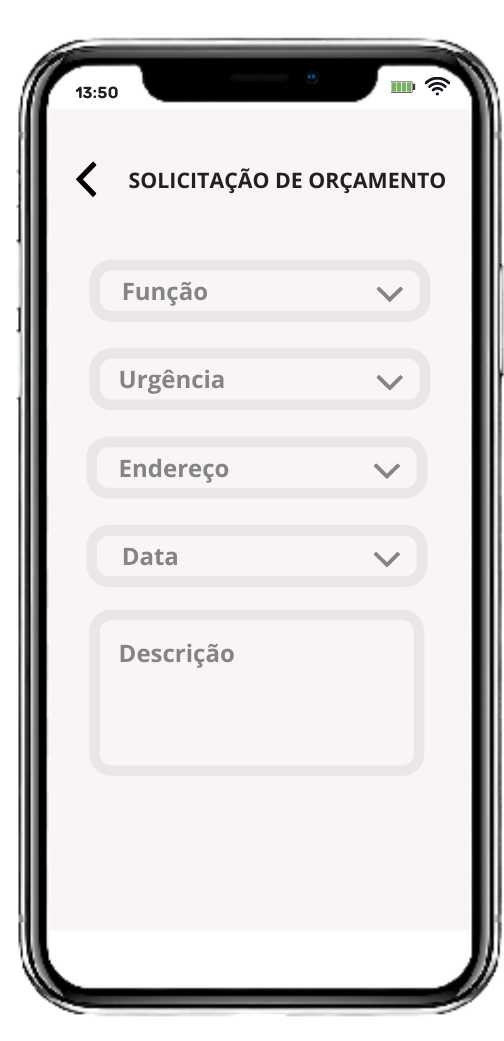 13:50
SOLICITAÇÃO DE ORÇAMENTO
Função
Urgência
Endereço
Data
Descrição